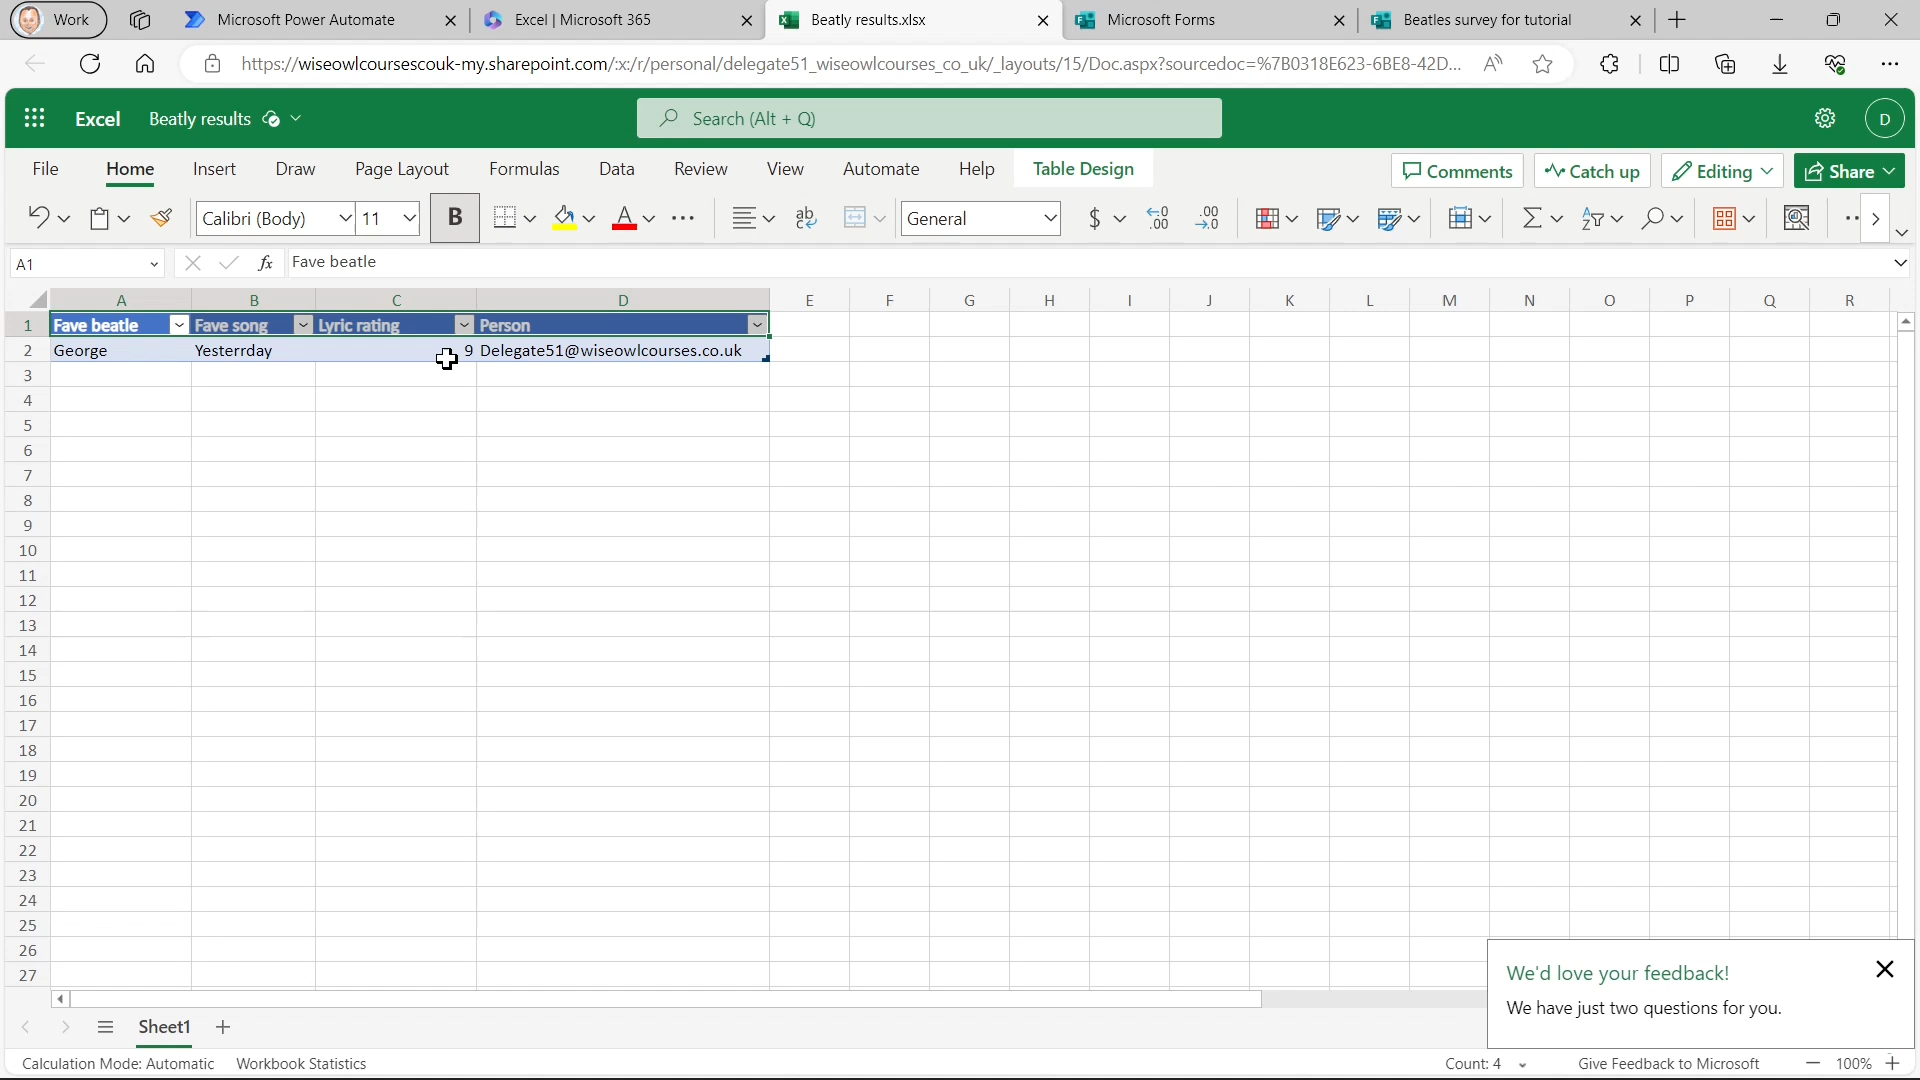 Work
Microsoft Power Automate
Excel | Microsoft 365
Beatly results.xlsx
Microsoft Forms
Beatles survey for tutorial
https://wiseowlcoursescouk-my.sharepoint.com/:x:/r/personal/delegate51_wiseowlcourses_co_uk/_layouts/15/Doc.aspx?sourcedoc=%7B0318E623-6BE8-42D...
Excel
Beatly results
Search (Alt + Q)
D
File
Home
Insert
Draw
Page Layout
Formulas
Data
Review
View
Automate
Help
Table Design
Comments
Catch up
Editing
Share
Calibri (Body)
11
B
General
A1
fx
Fave beatle
A B C D E F G H I J K L M N O P Q R
1 Fave beatle Fave song Lyric rating Person
2 George Yesterrday 9 Delegate51@wiseowlcourses.co.uk
3
4
5
6
7
8
9
10
11
12
13
14
15
16
17
18
19
20
21
22
23
24
25
26
27
We'd love your feedback!
We have just two questions for you.
Sheet1
Calculation Mode: Automatic
Workbook Statistics
Count: 4
Give Feedback to Microsoft
100%